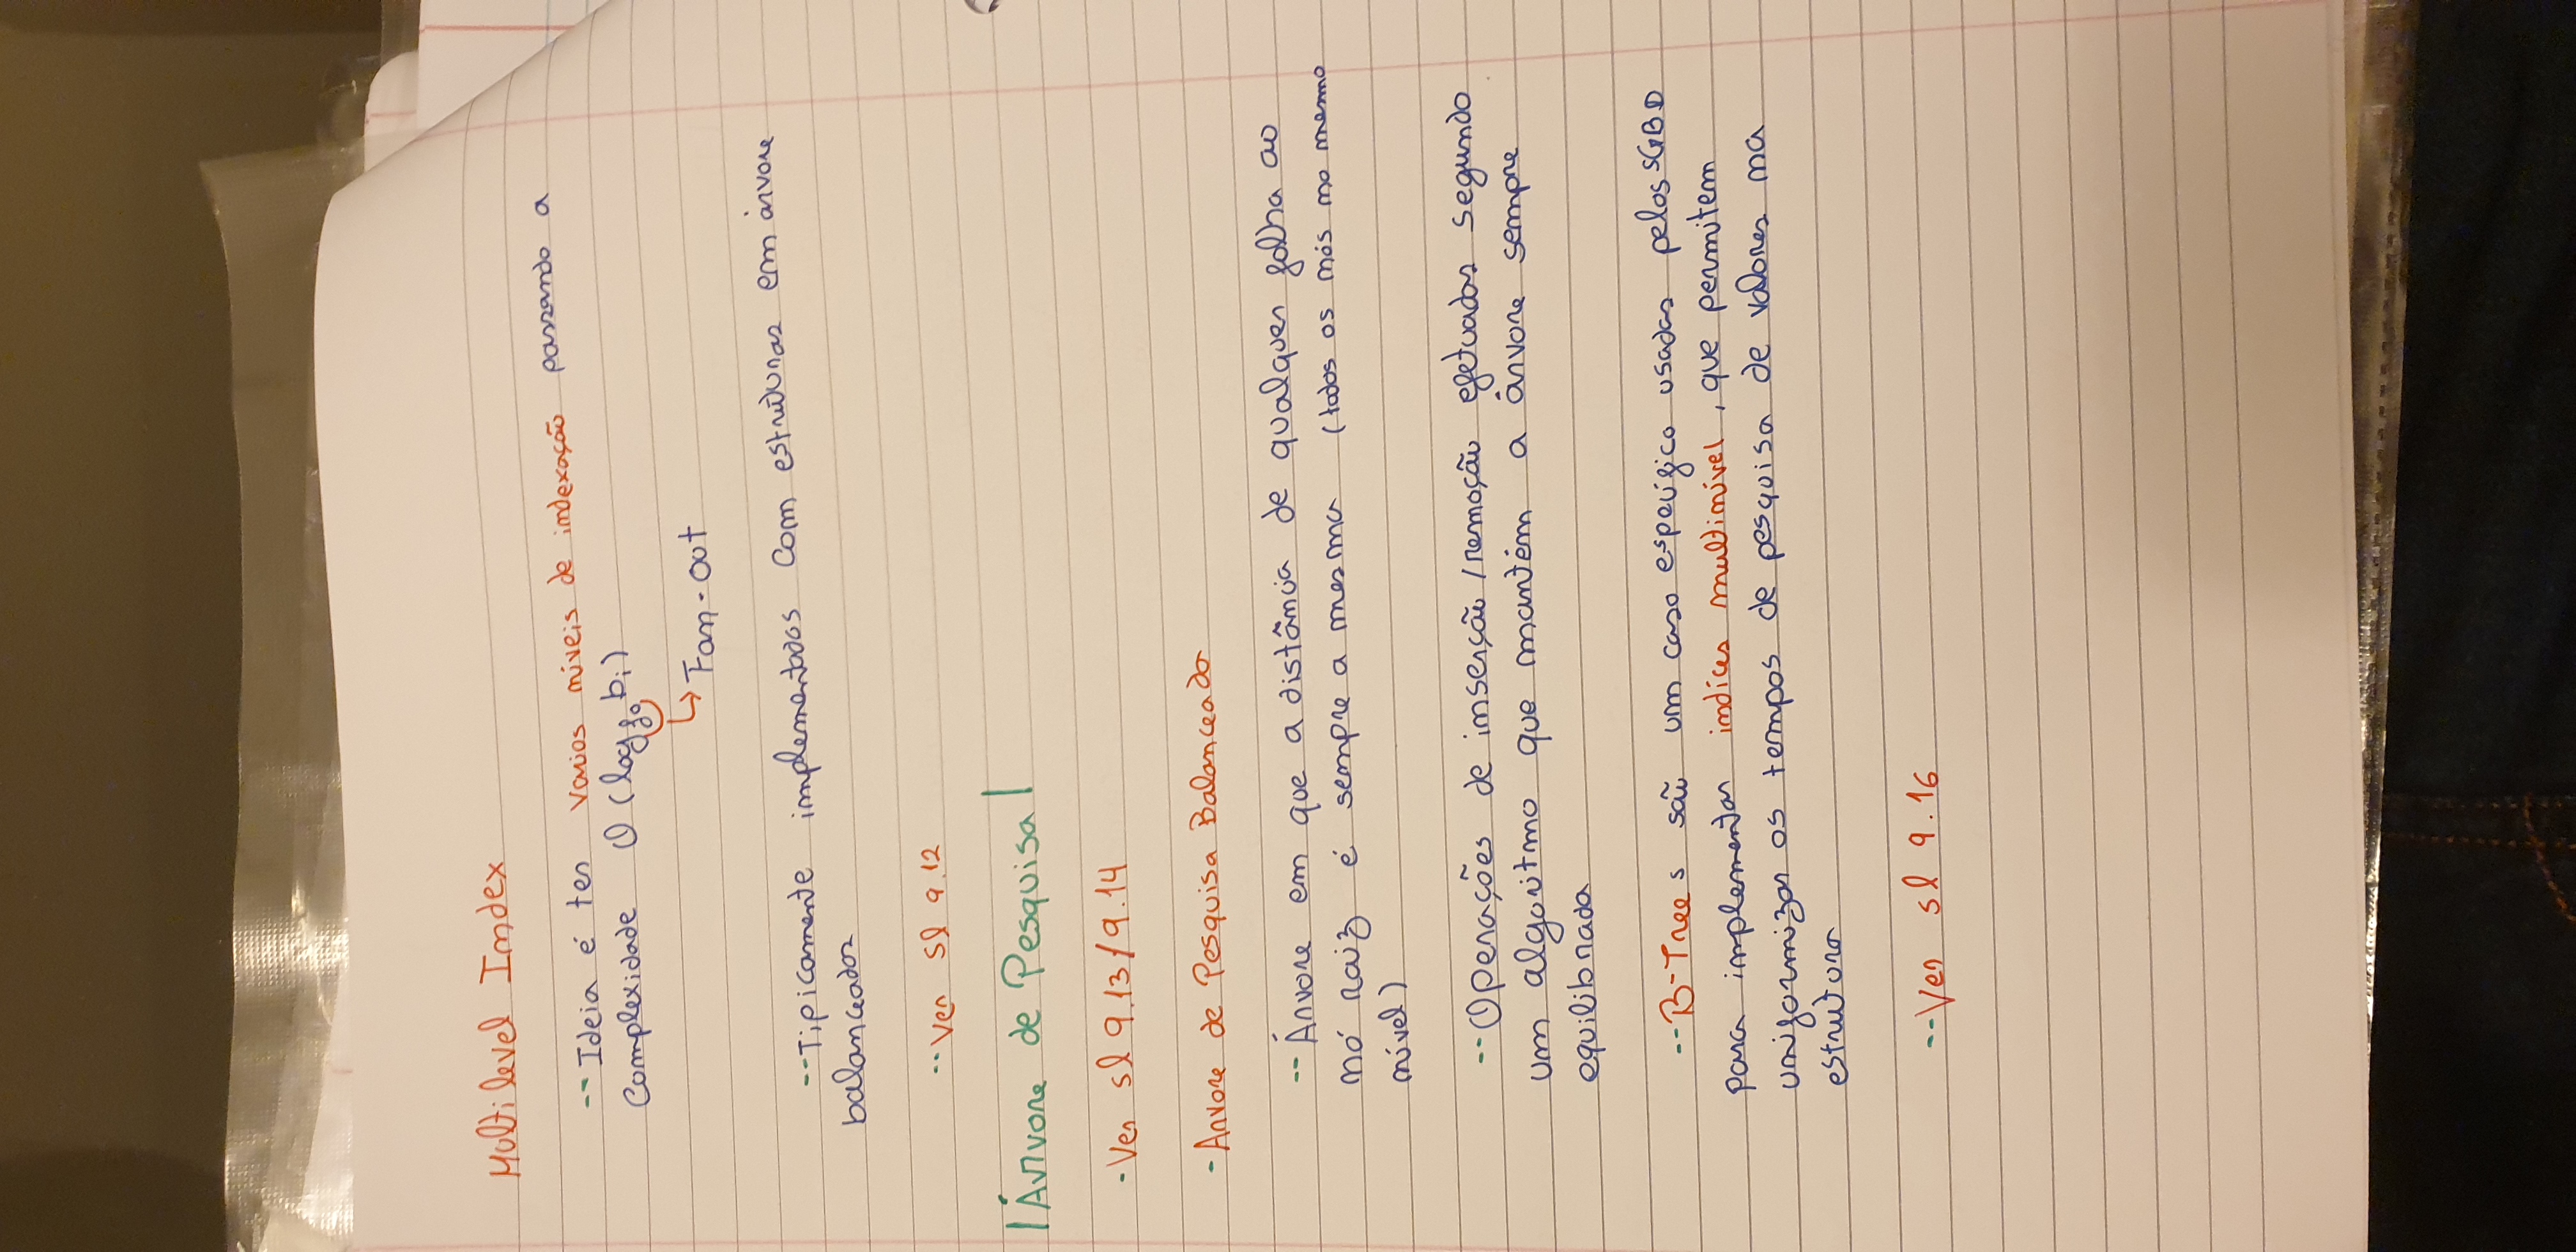 Multilevel Index
-- Ideia é ter varios níveis de indexação passando a
Complexidade O(log_fo b_i)
↳ Fan-out
-- Tipicamente implementados com estruturas em árvore
balanceadas
-- Ver Sl 9.12
| Árvore de Pesquisa |
- Ver sl 9.13/9.14
- Arvore de Pesquisa Balanceada
-- Árvore em que a distância de qualquer folha ao
nó raiz é sempre a mesma (todos os nós no mesmo
nível)
-- Operações de inserção/remoção efetuadas segundo
um algoritmo que mantém a árvore sempre
equilibrada
-- B-Trees são um caso específico usadas pelos SGBD
para implementar indices multinível, que permitem
uniformizar os tempos de pesquisa de valores na
estrutura
-- Ver sl 9.16